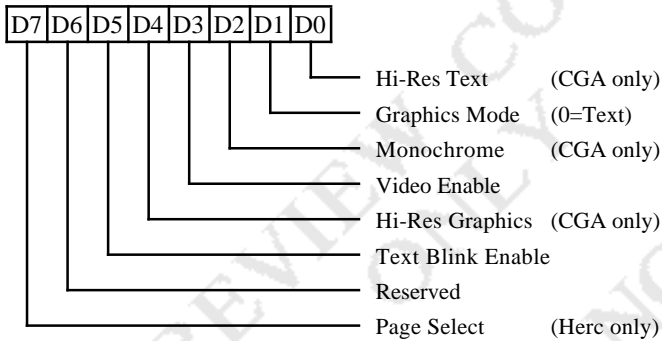 D7 D6 D5 D4 D3 D2 D1 D0
Hi-Res Text (CGA only)
Graphics Mode (0=Text)
Monochrome (CGA only)
Video Enable
Hi-Res Graphics (CGA only)
Text Blink Enable
Reserved
Page Select (Herc only)